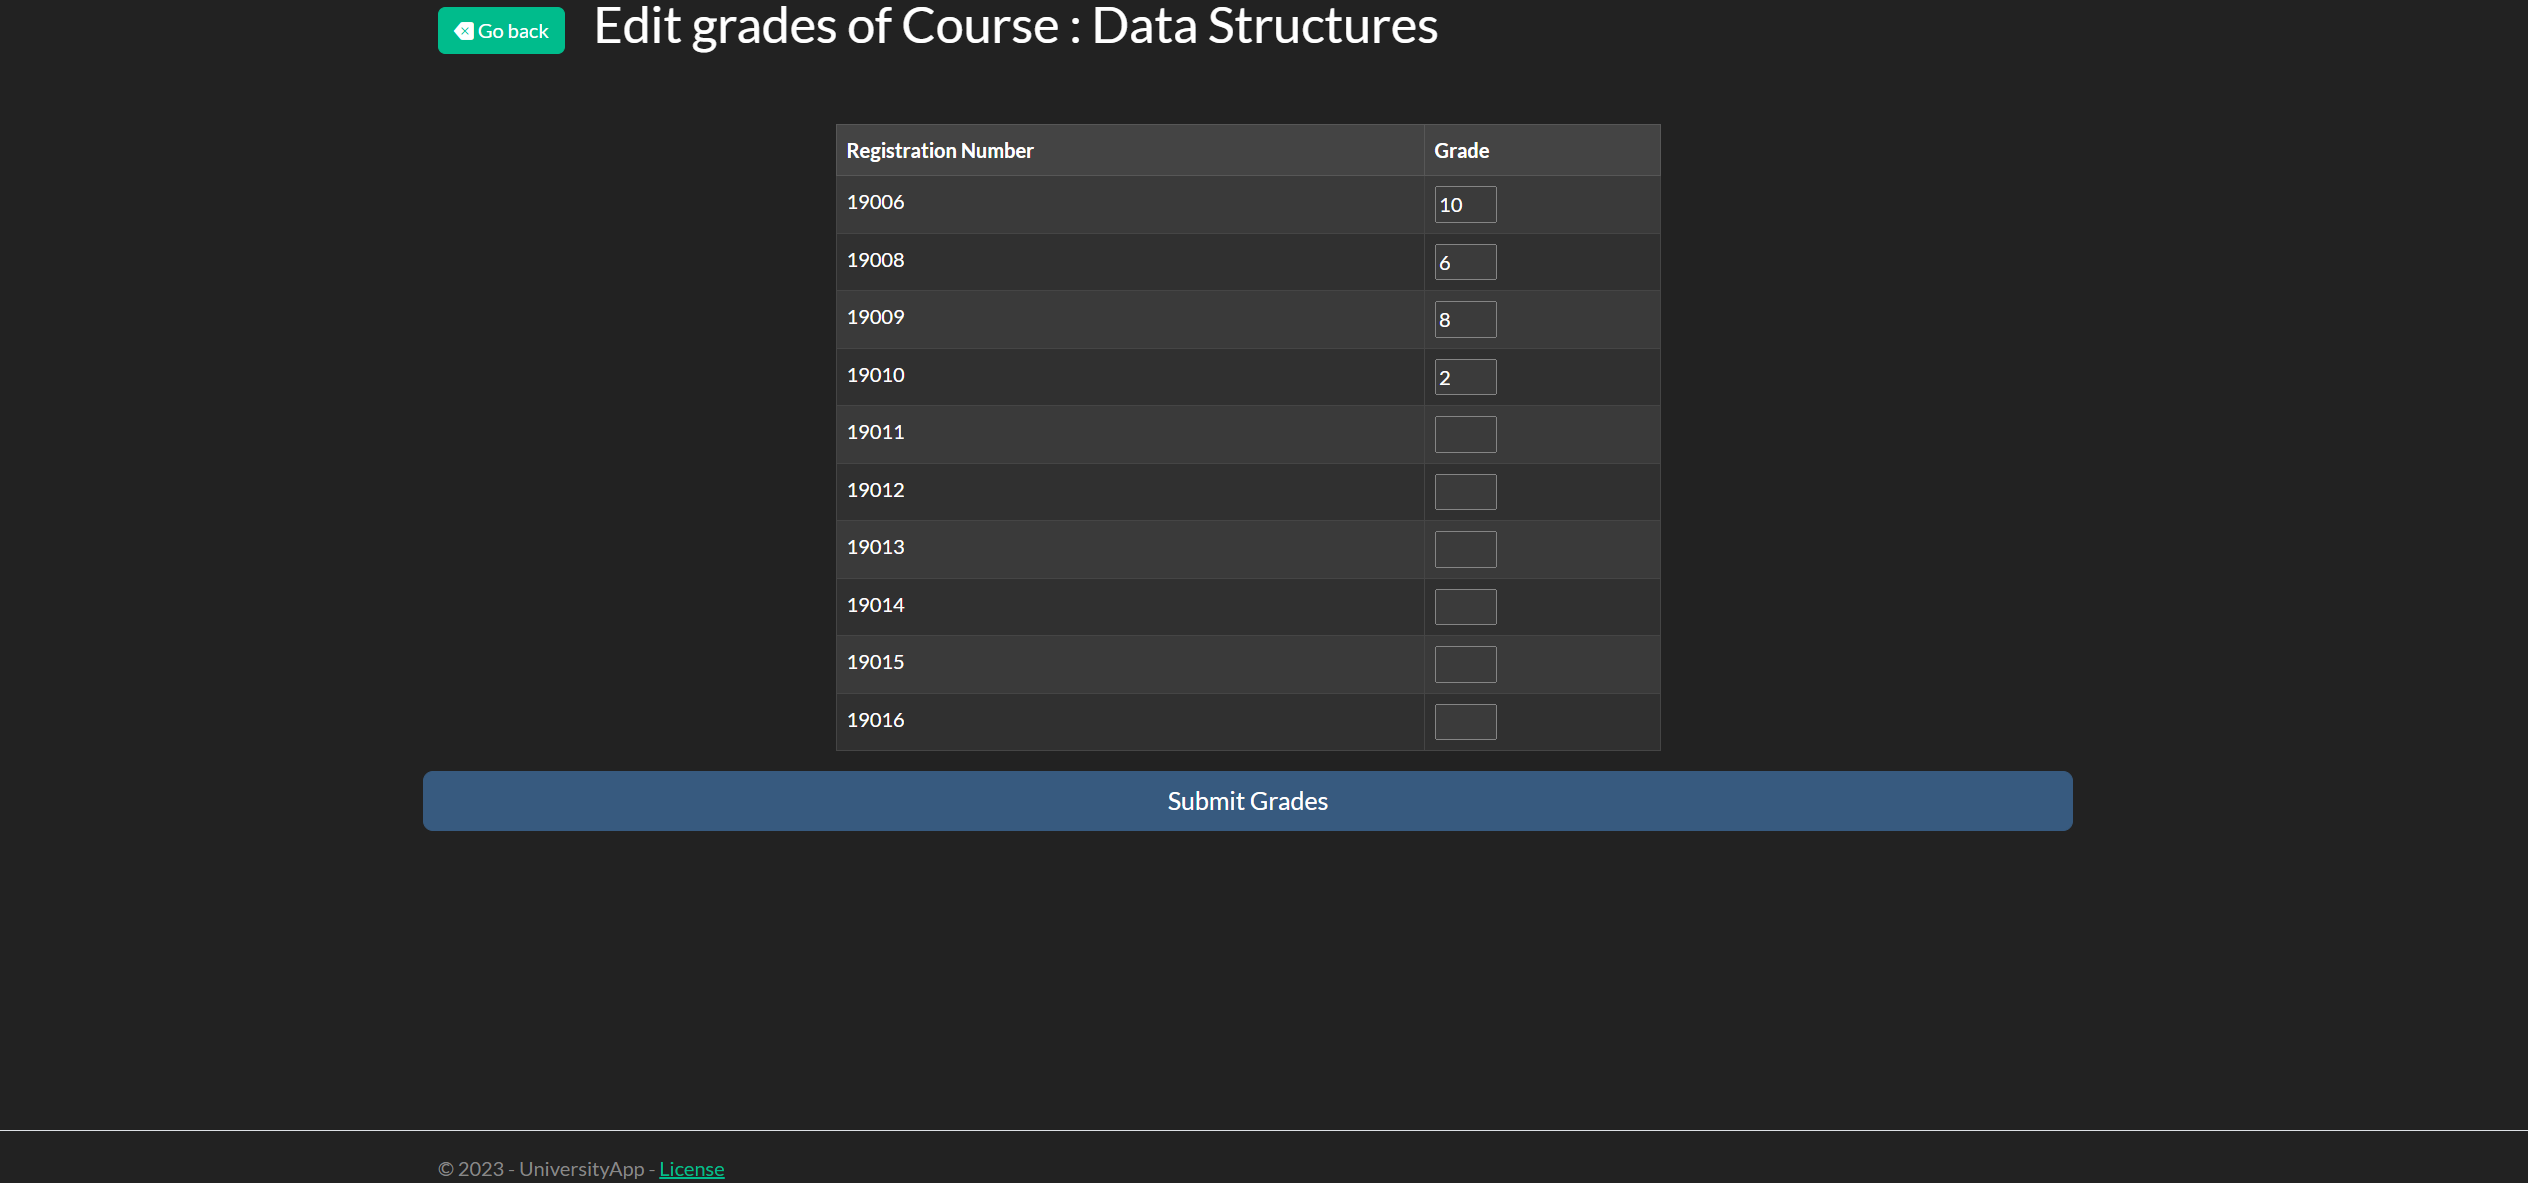 Go back
Edit grades of Course : Data Structures
Registration Number Grade
19006 10
19008 6
19009 8
19010 2
19011
19012
19013
19014
19015
19016
Submit Grades
© 2023 - UniversityApp - License